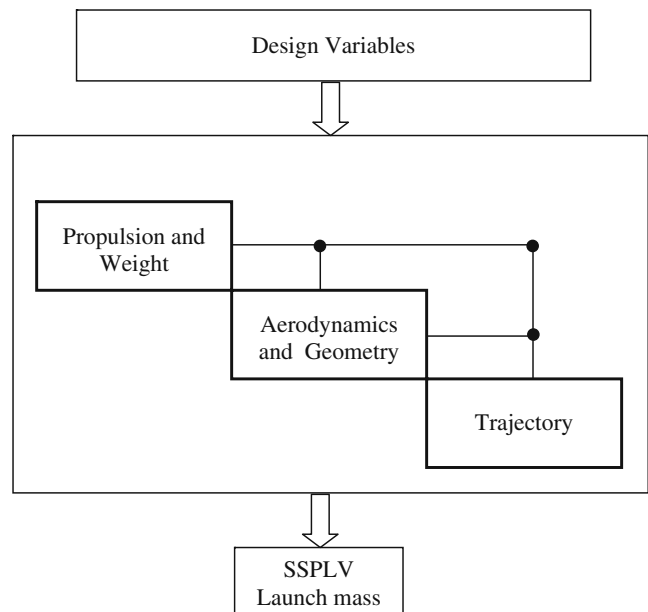 Design Variables
Propulsion and
Weight
Aerodynamics
and Geometry
Trajectory
SSPLV
Launch mass